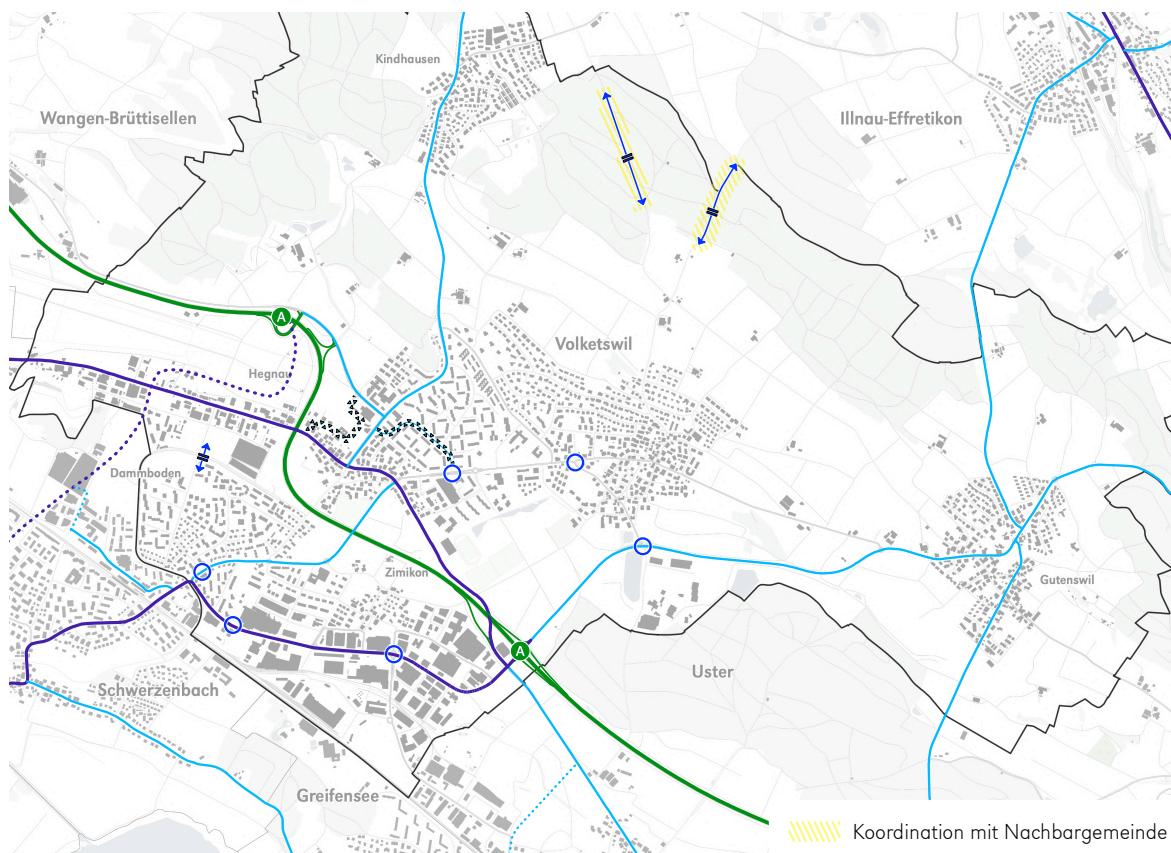 Kindhausen
Wangen-Brüttisellen
Illnau-Effretikon
A
Volketswil
Hegnau
Dammboden
Zimikon
Gutenswil
A
Uster
Schwerzenbach
Greifensee
Koordination mit Nachbargemeinde